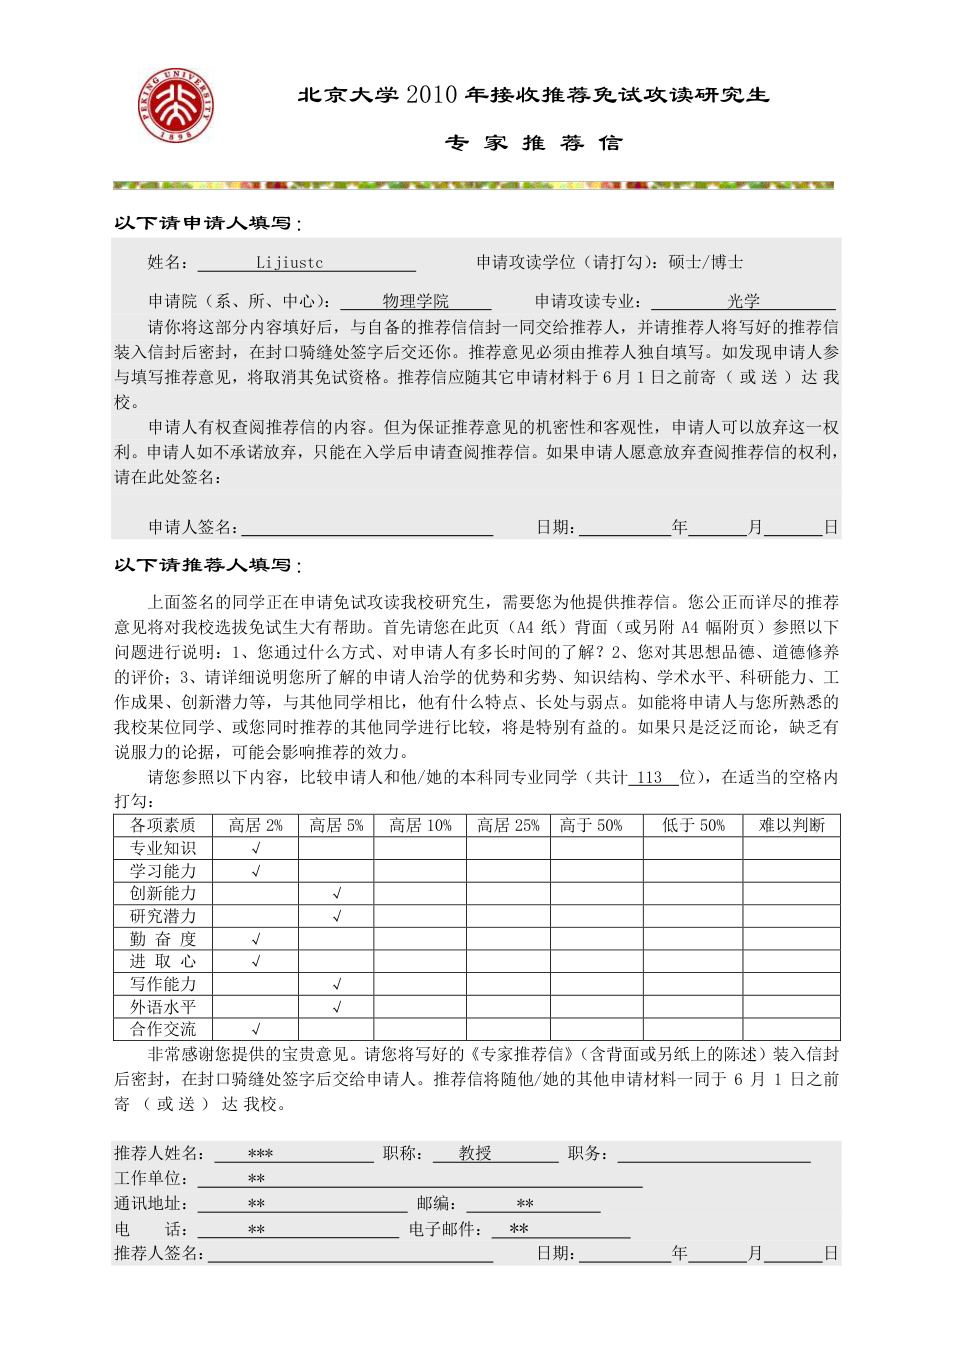 PEKING UNIVERSITY
1898
北京大学 2010 年接收推荐免试攻读研究生
专 家 推 荐 信
以下请申请人填写：
姓名： Lijiustc 申请攻读学位（请打勾）：硕士/博士
申请院（系、所、中心）： 物理学院 申请攻读专业： 光学
请你将这部分内容填好后，与自备的推荐信信封一同交给推荐人，并请推荐人将写好的推荐信
装入信封后密封，在封口骑缝处签字后交还你。推荐意见必须由推荐人独自填写。如发现申请人参
与填写推荐意见，将取消其免试资格。推荐信应随其它申请材料于 6 月 1 日之前寄（ 或 送 ）达 我
校。
申请人有权查阅推荐信的内容。但为保证推荐意见的机密性和客观性，申请人可以放弃这一权
利。申请人如不承诺放弃，只能在入学后申请查阅推荐信。如果申请人愿意放弃查阅推荐信的权利，
请在此处签名：
申请人签名： 日期： 年 月 日
以下请推荐人填写：
上面签名的同学正在申请免试攻读我校研究生，需要您为他提供推荐信。您公正而详尽的推荐
意见将对我校选拔免试生大有帮助。首先请您在此页（A4 纸）背面（或另附 A4 幅附页）参照以下
问题进行说明：1、您通过什么方式、对申请人有多长时间的了解？2、您对其思想品德、道德修养
的评价；3、请详细说明您所了解的申请人治学的优势和劣势、知识结构、学术水平、科研能力、工
作成果、创新潜力等，与其他同学相比，他有什么特点、长处与弱点。如能将申请人与您所熟悉的
我校某位同学、或您同时推荐的其他同学进行比较，将是特别有益的。如果只是泛泛而论，缺乏有
说服力的论据，可能会影响推荐的效力。
请您参照以下内容，比较申请人和他/她的本科同专业同学（共计 113 位），在适当的空格内
打勾：
各项素质 高居 2% 高居 5% 高居 10% 高居 25% 高于 50% 低于 50% 难以判断
专业知识 √
学习能力 √
创新能力 √
研究潜力 √
勤 奋 度 √
进 取 心 √
写作能力 √
外语水平 √
合作交流 √
非常感谢您提供的宝贵意见。请您将写好的《专家推荐信》（含背面或另纸上的陈述）装入信封
后密封，在封口骑缝处签字后交给申请人。推荐信将随他/她的其他申请材料一同于 6 月 1 日之前
寄 （ 或 送 ） 达 我校。
推荐人姓名： *** 职称： 教授 职务：
工作单位： **
通讯地址： ** 邮编： **
电 话： ** 电子邮件： **
推荐人签名： 日期： 年 月 日